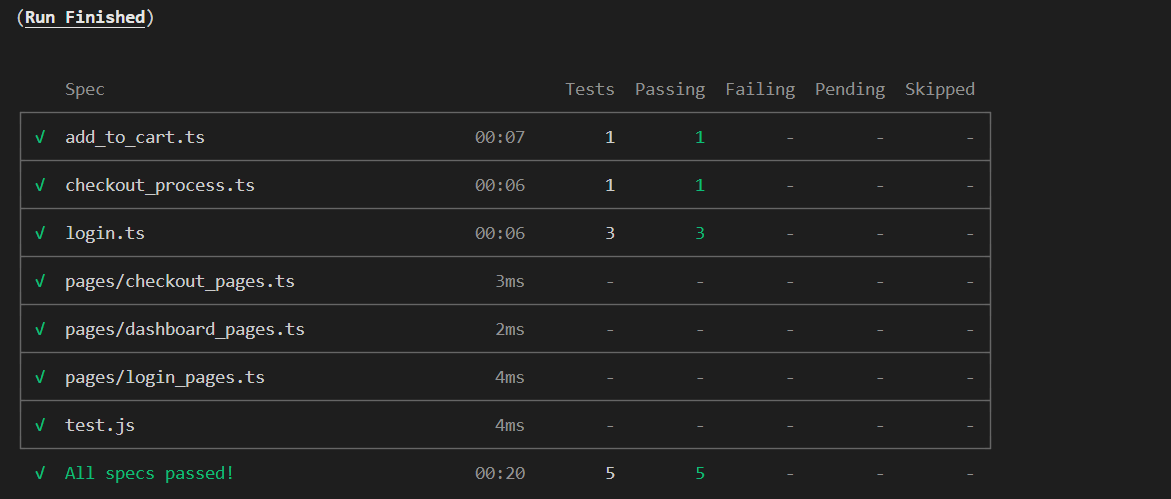 (Run Finished)
Spec Tests Passing Failing Pending Skipped
√ add_to_cart.ts 00:07 1 1 - - -
√ checkout_process.ts 00:06 1 1 - - -
√ login.ts 00:06 3 3 - - -
√ pages/checkout_pages.ts 3ms - - - - -
√ pages/dashboard_pages.ts 2ms - - - - -
√ pages/login_pages.ts 4ms - - - - -
√ test.js 4ms - - - - -
√ All specs passed! 00:20 5 5 - - -